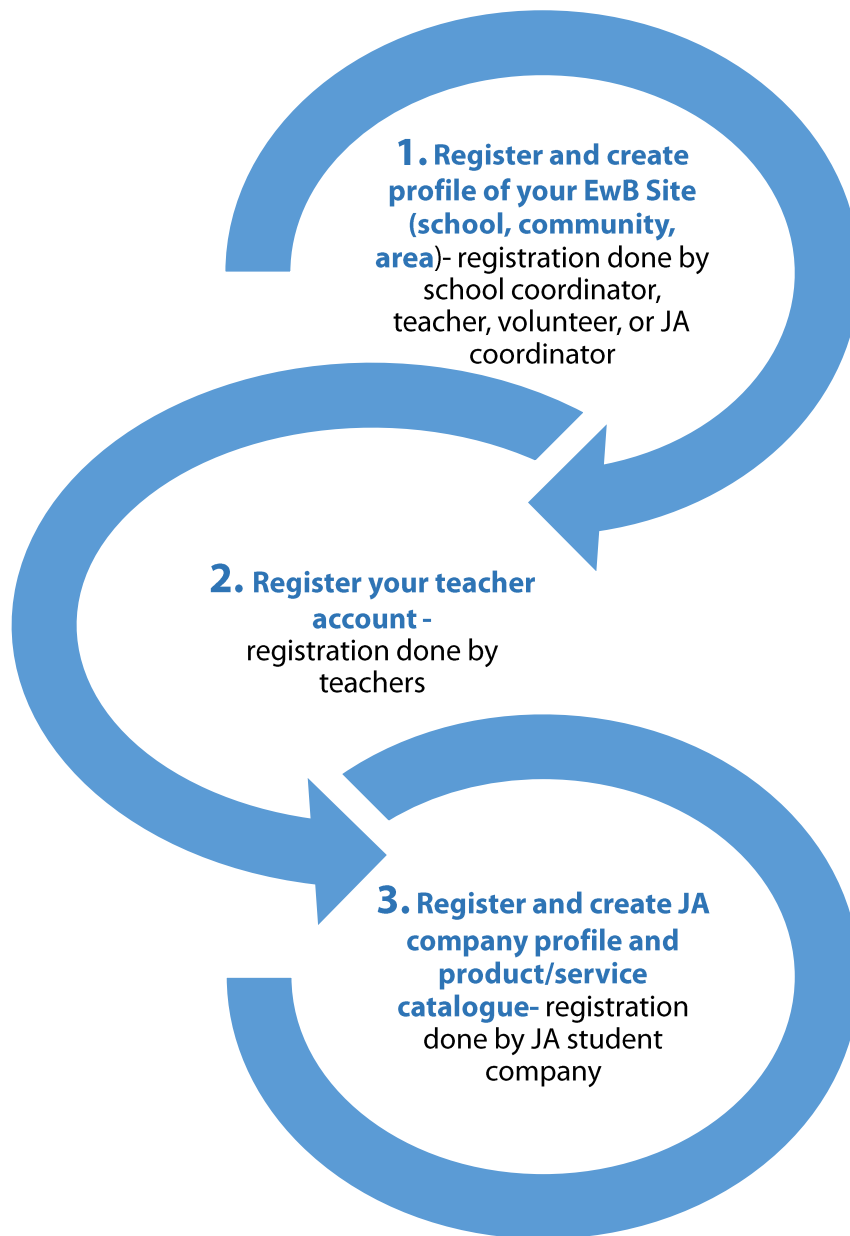 1. Register and create
profile of your EwB Site
(school, community,
area)- registration done by
school coordinator,
teacher, volunteer, or JA
coordinator
2. Register your teacher
account -
registration done by
teachers
3. Register and create JA
company profile and
product/service
catalogue- registration
done by JA student
company